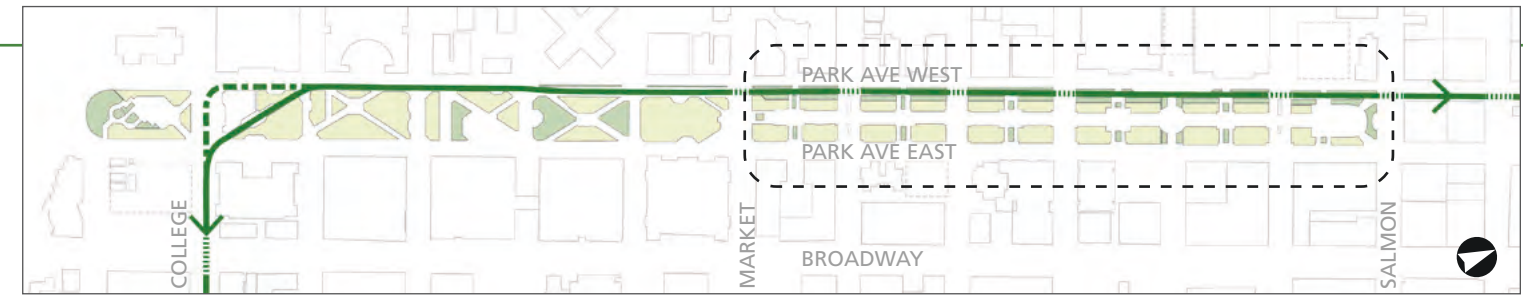 PARK AVE WEST
PARK AVE EAST
COLLEGE
MARKET
BROADWAY
SALMON